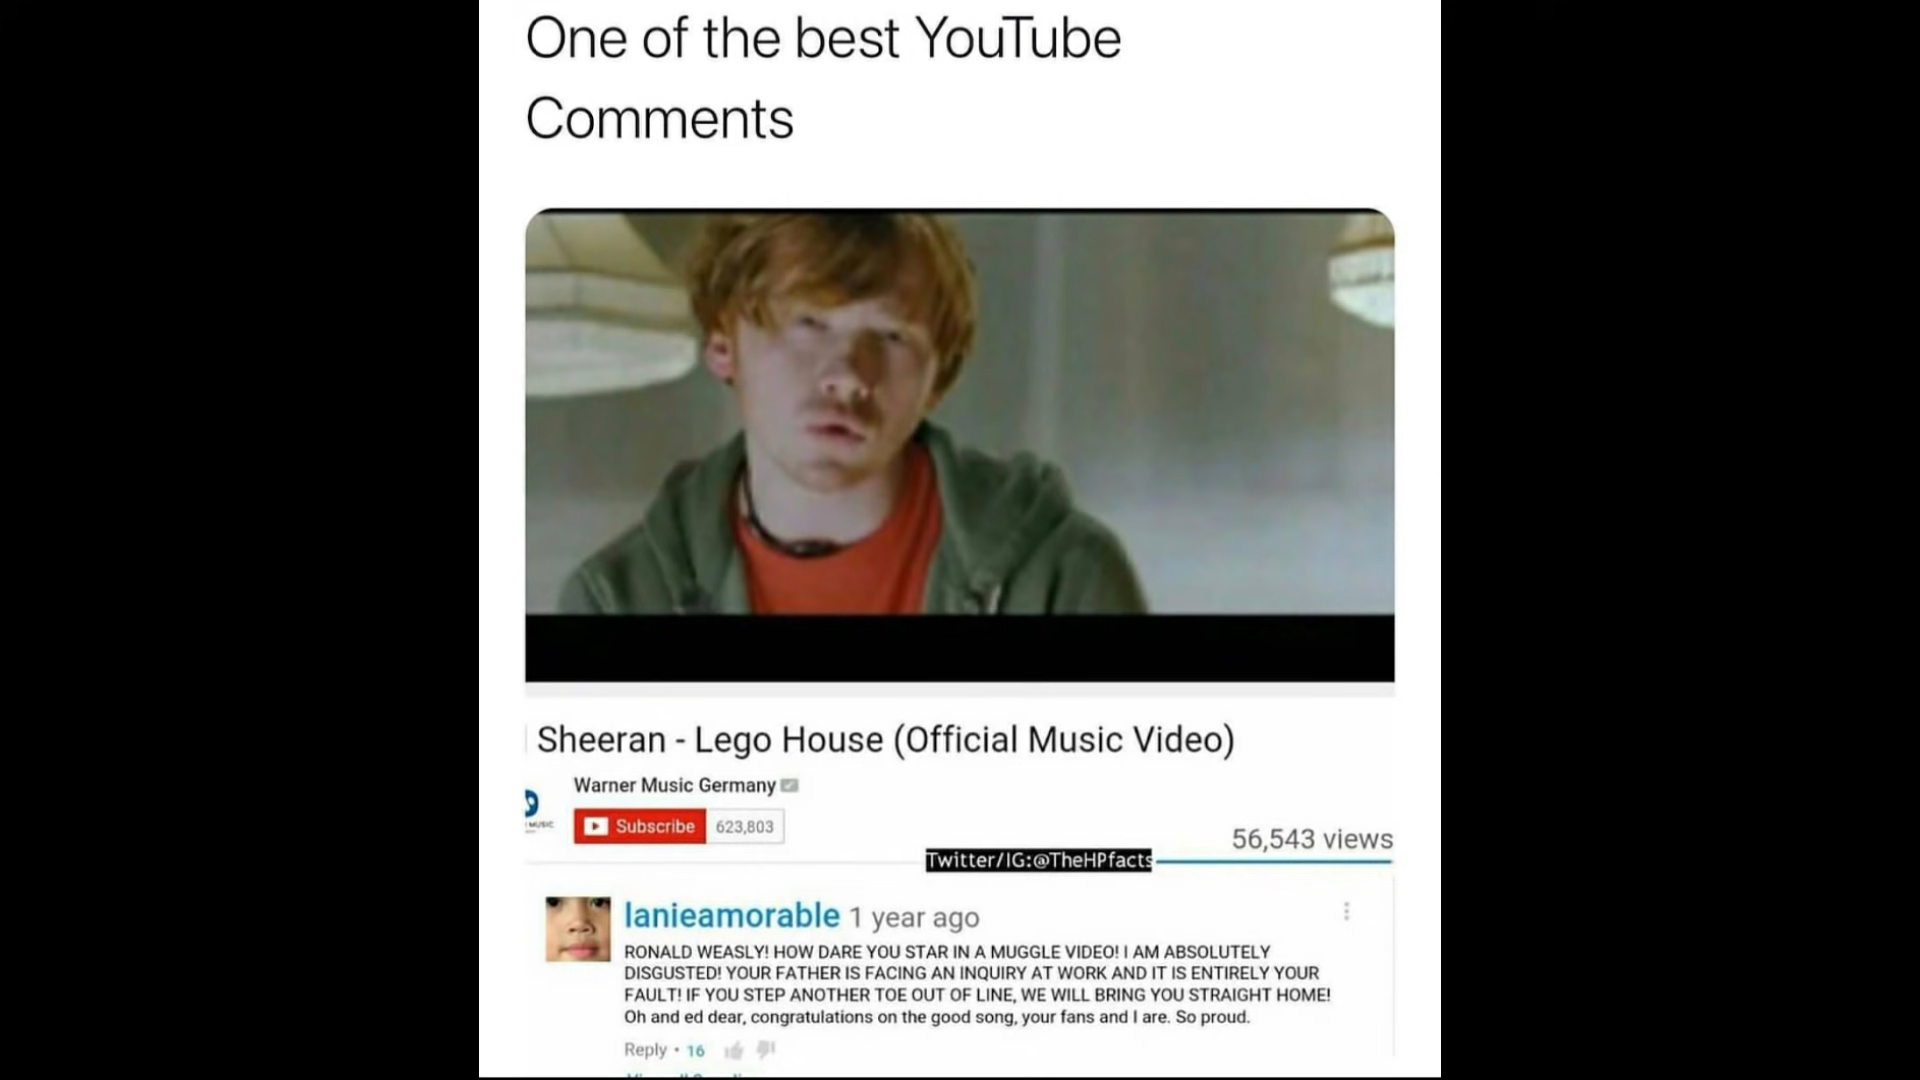 One of the best YouTube
Comments
Sheeran - Lego House (Official Music Video)
Warner Music Germany
MUSIC
Subscribe 623,803
56,543 views
Twitter/IG:@TheHPfacts
lanieamorable 1 year ago
RONALD WEASLY! HOW DARE YOU STAR IN A MUGGLE VIDEO! I AM ABSOLUTELY
DISGUSTED! YOUR FATHER IS FACING AN INQUIRY AT WORK AND IT IS ENTIRELY YOUR
FAULT! IF YOU STEP ANOTHER TOE OUT OF LINE, WE WILL BRING YOU STRAIGHT HOME!
Oh and ed dear, congratulations on the good song, your fans and I are. So proud.
Reply • 16